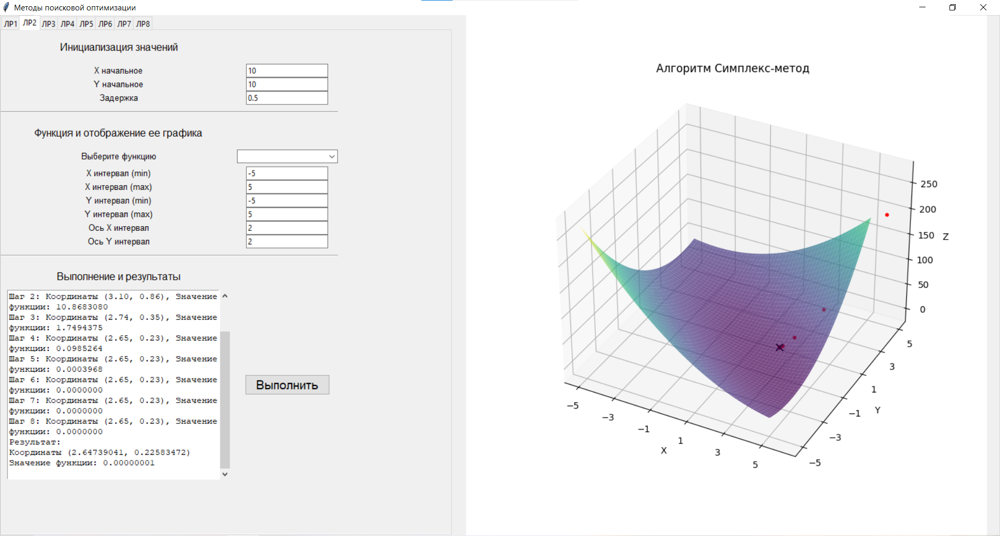 Методы поисковой оптимизации
ЛР1 ЛР2 ЛР3 ЛР4 ЛР5 ЛР6 ЛР7 ЛР8
Инициализация значений
X начальное 10
Y начальное 10
Задержка 0.5
Функция и отображение ее графика
Выберите функцию
X интервал (min) -5
X интервал (max) 5
Y интервал (min) -5
Y интервал (max) 5
Ось X интервал 2
Ось Y интервал 2
Выполнение и результаты
Шаг 2: Координаты (3.10, 0.86), Значение
функции: 10.8683080
Шаг 3: Координаты (2.74, 0.35), Значение
функции: 1.7494375
Шаг 4: Координаты (2.65, 0.23), Значение
функции: 0.0985264
Шаг 5: Координаты (2.65, 0.23), Значение
функции: 0.0003968
Шаг 6: Координаты (2.65, 0.23), Значение
функции: 0.0000000
Шаг 7: Координаты (2.65, 0.23), Значение
функции: 0.0000000
Шаг 8: Координаты (2.65, 0.23), Значение
функции: 0.0000000
Результат:
Координаты (2.64739041, 0.22583472)
Значение функции: 0.00000001
Выполнить
Алгоритм Симплекс-метод
250
200
150
100
50
0
Z
5
3
1
−1
−3
−5
Y
−5
−3
−1
1
3
5
X